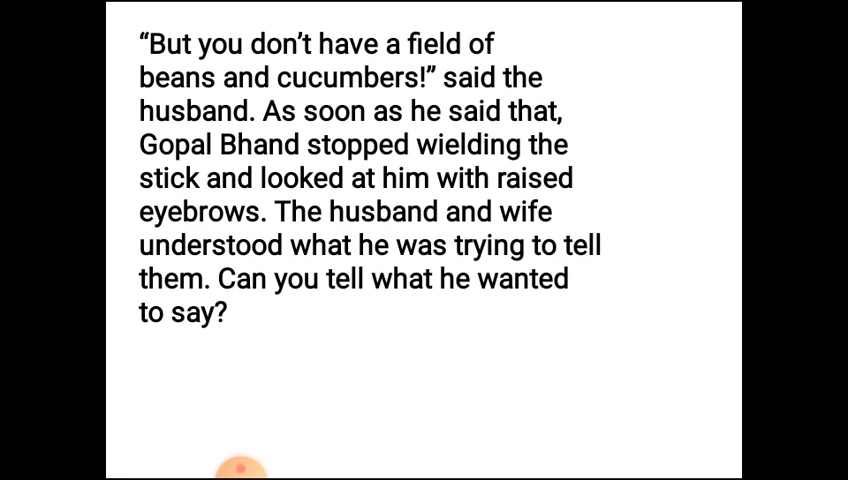 “But you don’t have a field of
beans and cucumbers!” said the
husband. As soon as he said that,
Gopal Bhand stopped wielding the
stick and looked at him with raised
eyebrows. The husband and wife
understood what he was trying to tell
them. Can you tell what he wanted
to say?